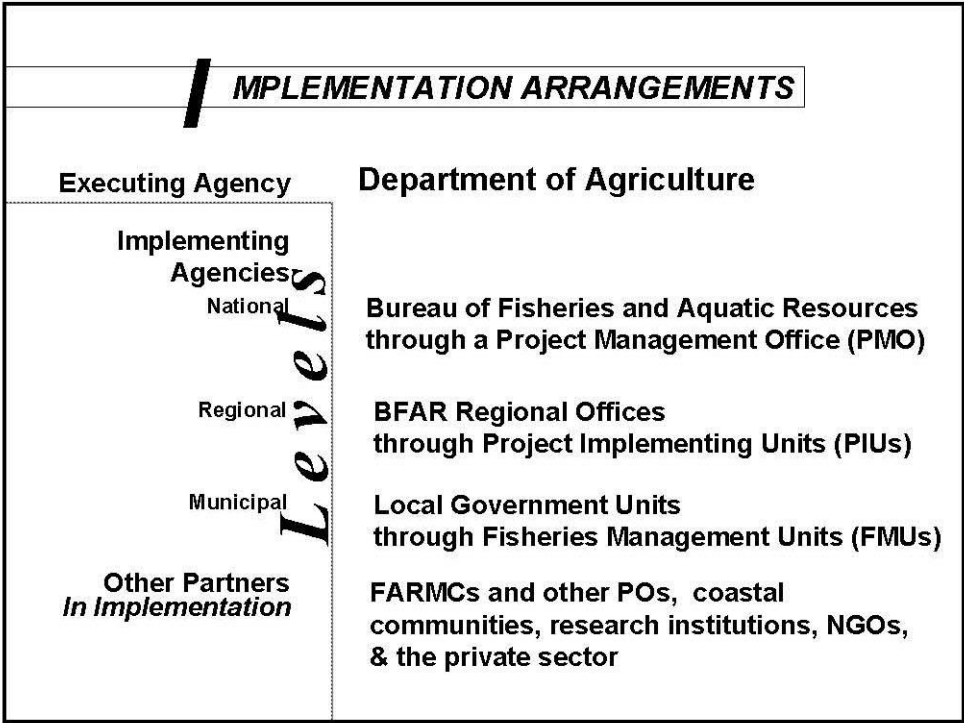 IMPLEMENTATION ARRANGEMENTS
Executing Agency
Department of Agriculture
Implementing
Agencies
Levels
National
Bureau of Fisheries and Aquatic Resources
through a Project Management Office (PMO)
Regional
BFAR Regional Offices
through Project Implementing Units (PIUs)
Municipal
Local Government Units
through Fisheries Management Units (FMUs)
Other Partners
In Implementation
FARMCs and other POs, coastal
communities, research institutions, NGOs,
& the private sector